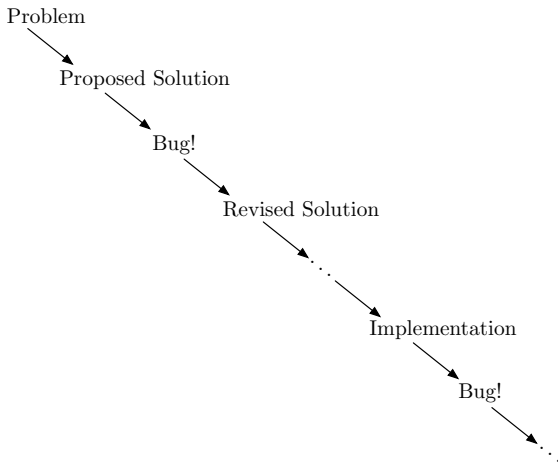 Problem
Proposed Solution
Bug!
Revised Solution
. . .
Implementation
Bug!
. . .